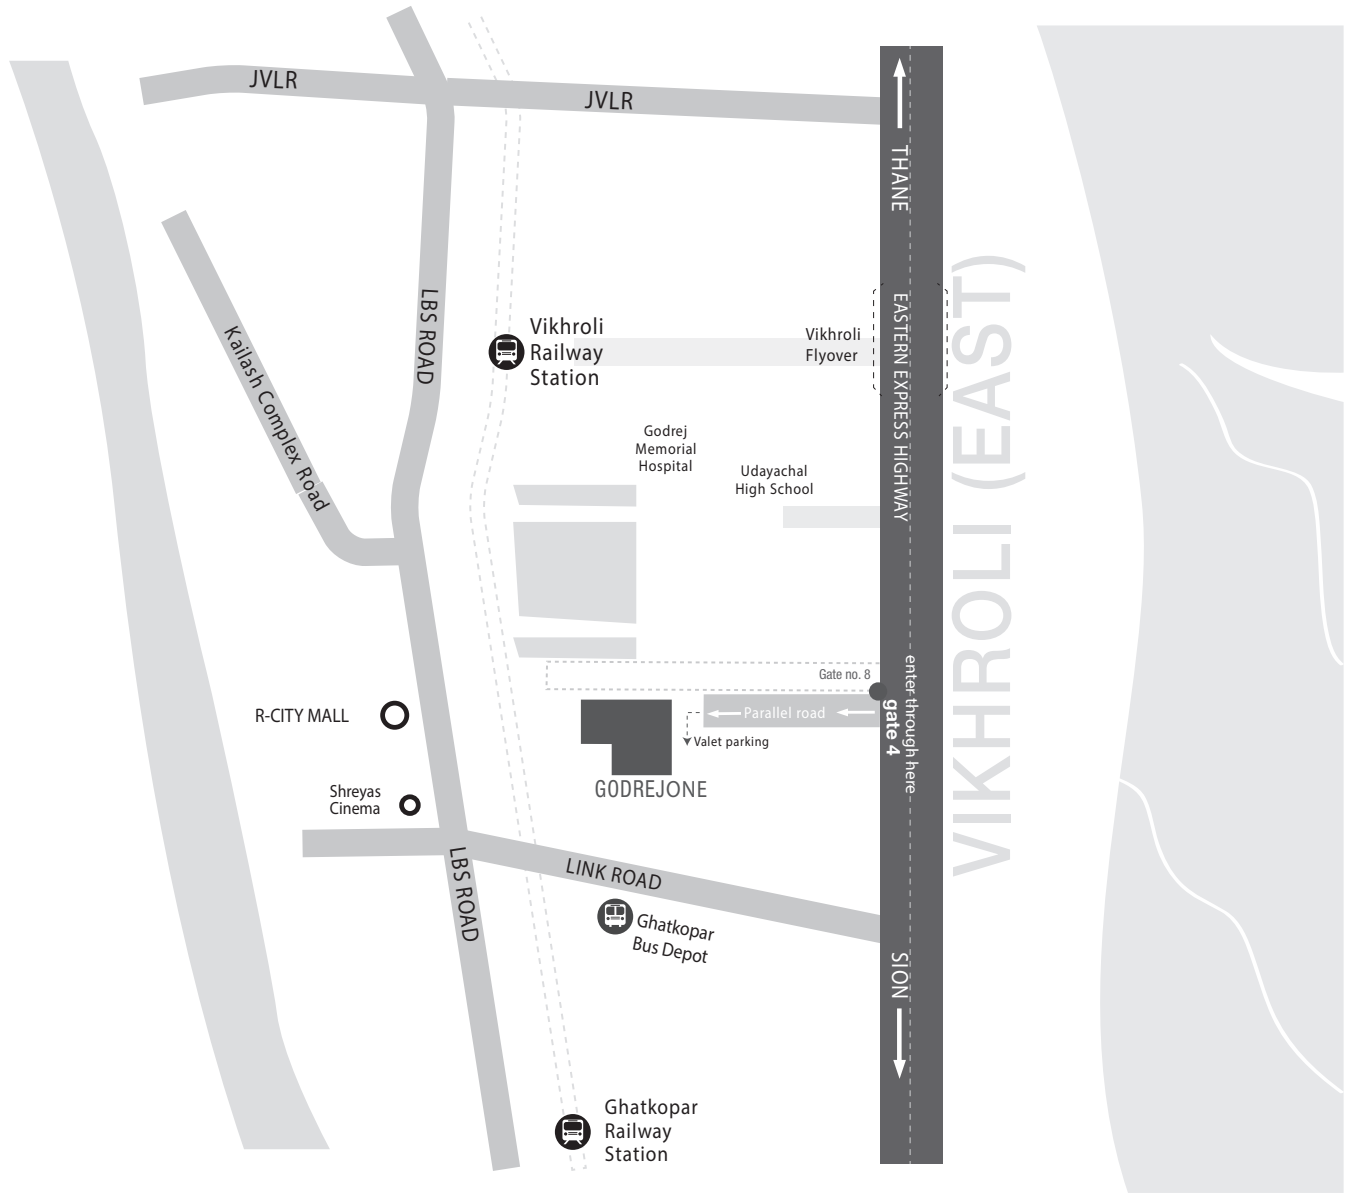 JVLR
JVLR
THANE
LBS ROAD
Kailash Complex Road
Vikhroli
Railway
Station
Vikhroli
Flyover
EASTERN EXPRESS HIGHWAY
VIKHROLI (EAST)
Godrej
Memorial
Hospital
Udayachal
High School
Gate no. 8
enter through here
gate 4
Parallel road
Valet parking
R-CITY MALL
GODREJONE
Shreyas
Cinema
LBS ROAD
LINK ROAD
Ghatkopar
Bus Depot
SION
Ghatkopar
Railway
Station